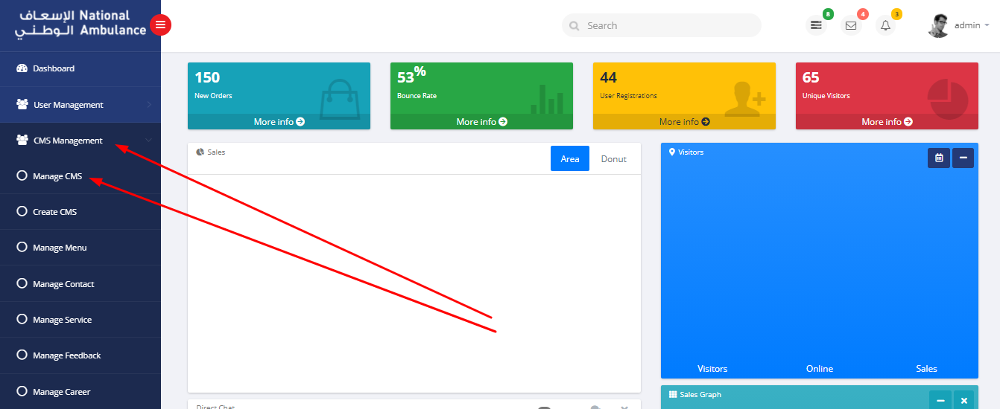 الإسعاف National
الوطني Ambulance
Search
8
4
3
admin
Dashboard
User Management
CMS Management
Manage CMS
Create CMS
Manage Menu
Manage Contact
Manage Service
Manage Feedback
Manage Career
150
New Orders
More info
53%
Bounce Rate
More info
44
User Registrations
More info
65
Unique Visitors
More info
Sales
Area
Donut
Visitors
Visitors
Online
Sales
Sales Graph
Direct Chat